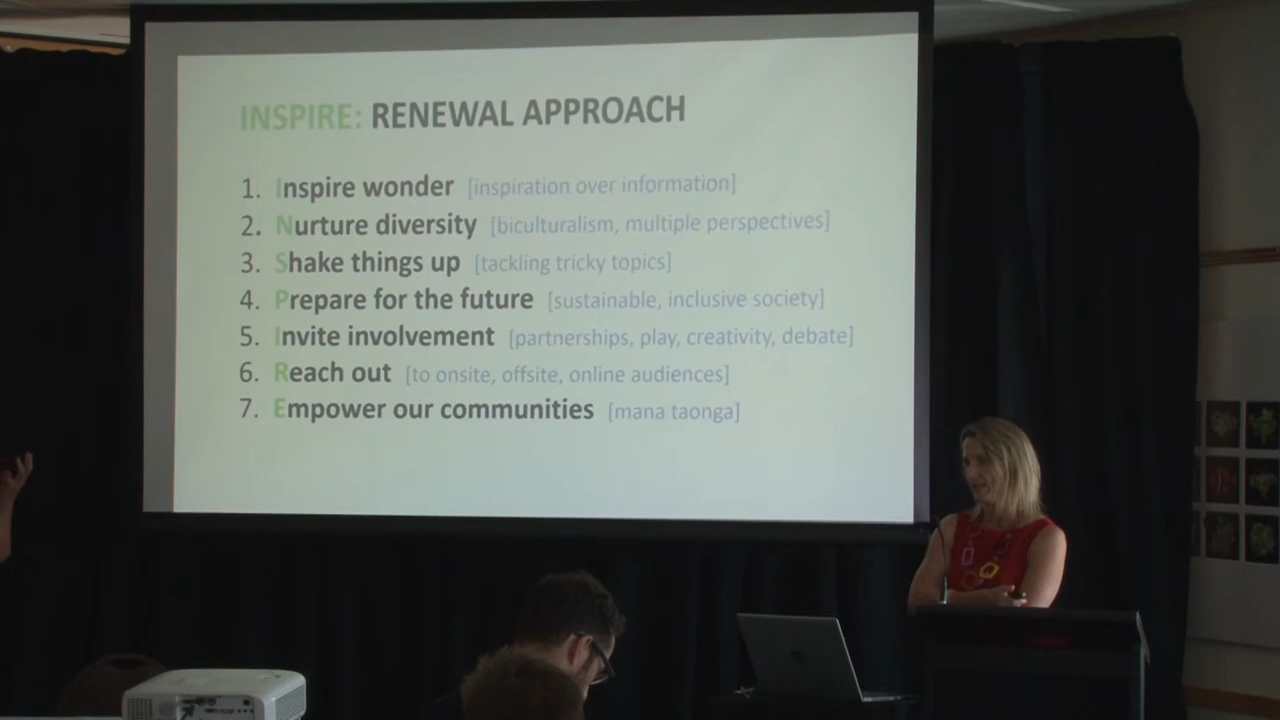 INSPIRE: RENEWAL APPROACH
1. Inspire wonder [inspiration over information]
2. Nurture diversity [biculturalism, multiple perspectives]
3. Shake things up [tackling tricky topics]
4. Prepare for the future [sustainable, inclusive society]
5. Invite involvement [partnerships, play, creativity, debate]
6. Reach out [to onsite, offsite, online audiences]
7. Empower our communities [mana taonga]